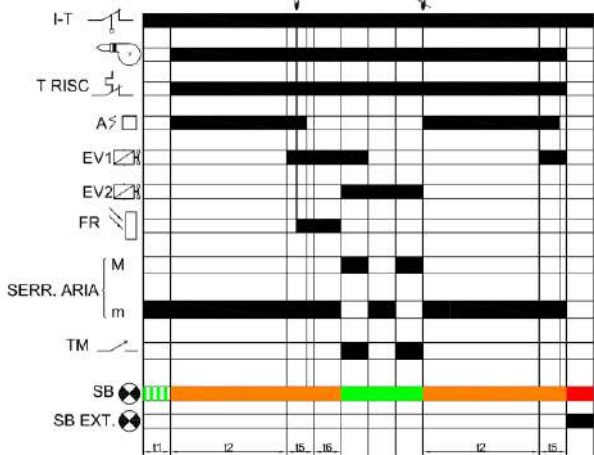 I-T
T RISC
A
EV1
EV2
FR
M
SERR. ARIA
m
TM
SB
SB EXT.
t1 t2 t5 t6 t2 t5